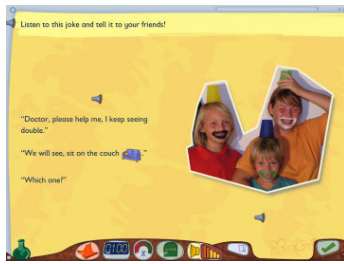 Listen to this joke and tell it to your friends!
"Doctor, please help me, I keep seeing
double."
"We will see, sit on the couch ."
"Which one?"